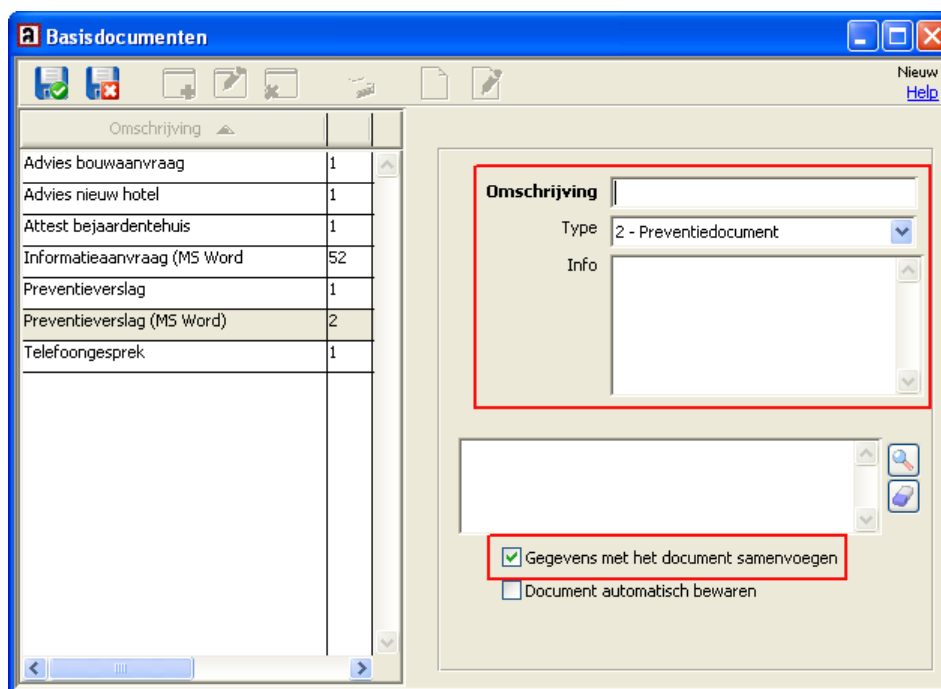 Basisdocumenten
Nieuw
Help
Omschrijving
Advies bouwaanvraag 1
Advies nieuw hotel 1
Attest bejaardentehuis 1
Informatieaanvraag (MS Word 52
Preventieverslag 1
Preventieverslag (MS Word) 2
Telefoongesprek 1
Omschrijving
Type 2 - Preventiedocument
Info
Gegevens met het document samenvoegen
Document automatisch bewaren